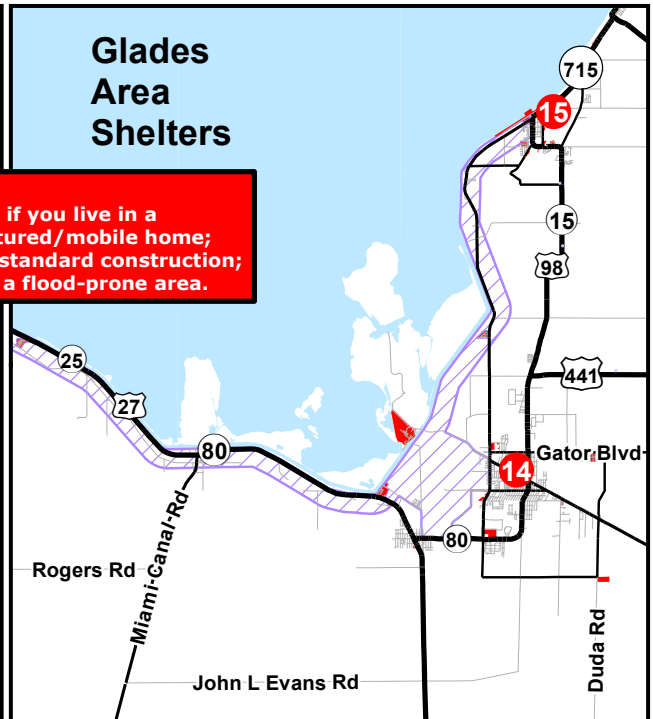 Glades
Area
Shelters
715
15
if you live in a
tured/mobile home;
standard construction;
a flood-prone area.
15
98
25
441
27
80
Gator Blvd
14
80
Rogers Rd
Miami-Canal-Rd
Duda Rd
John L Evans Rd